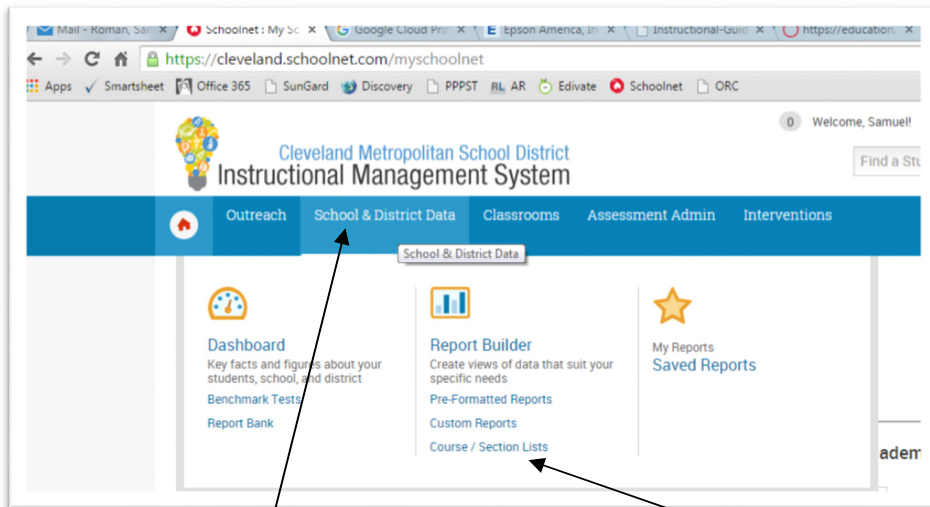 Mail - Roman, Sam
Schoolnet : My Sc
Google Cloud Prin
Epson America, In
Instructional-Guid
https://education.
https://cleveland.schoolnet.com/myschoolnet
Apps Smartsheet Office 365 SunGard Discovery PPPST RL AR Edivate Schoolnet ORC
0 Welcome, Samuel!
Cleveland Metropolitan School District
Instructional Management System
Find a Stu
Outreach School & District Data Classrooms Assessment Admin Interventions
School & District Data
Dashboard
Key facts and figures about your
students, school, and district
Benchmark Tests
Report Bank
Report Builder
Create views of data that suit your
specific needs
Pre-Formatted Reports
Custom Reports
Course / Section Lists
My Reports
Saved Reports
adem